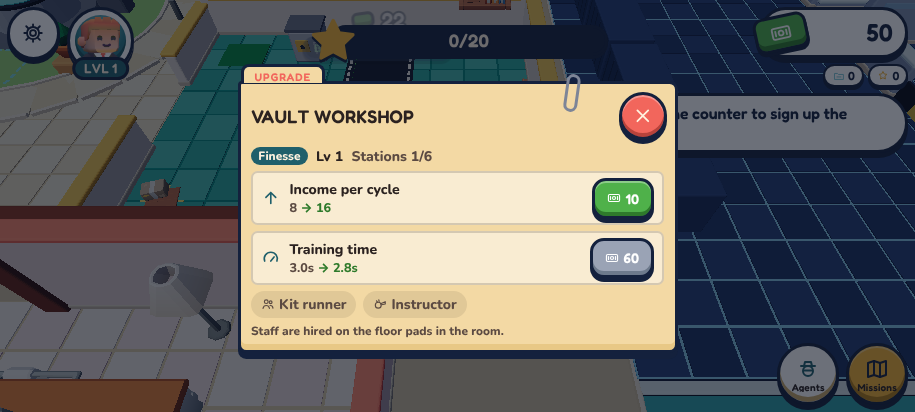 22
0/20
50
LVL 1
0
0
UPGRADE
VAULT WORKSHOP
e counter to sign up the
Finesse
Lv 1
Stations 1/6
Income per cycle
8 → 16
10
Training time
3.0s → 2.8s
60
Kit runner
Instructor
Staff are hired on the floor pads in the room.
Agents
Missions